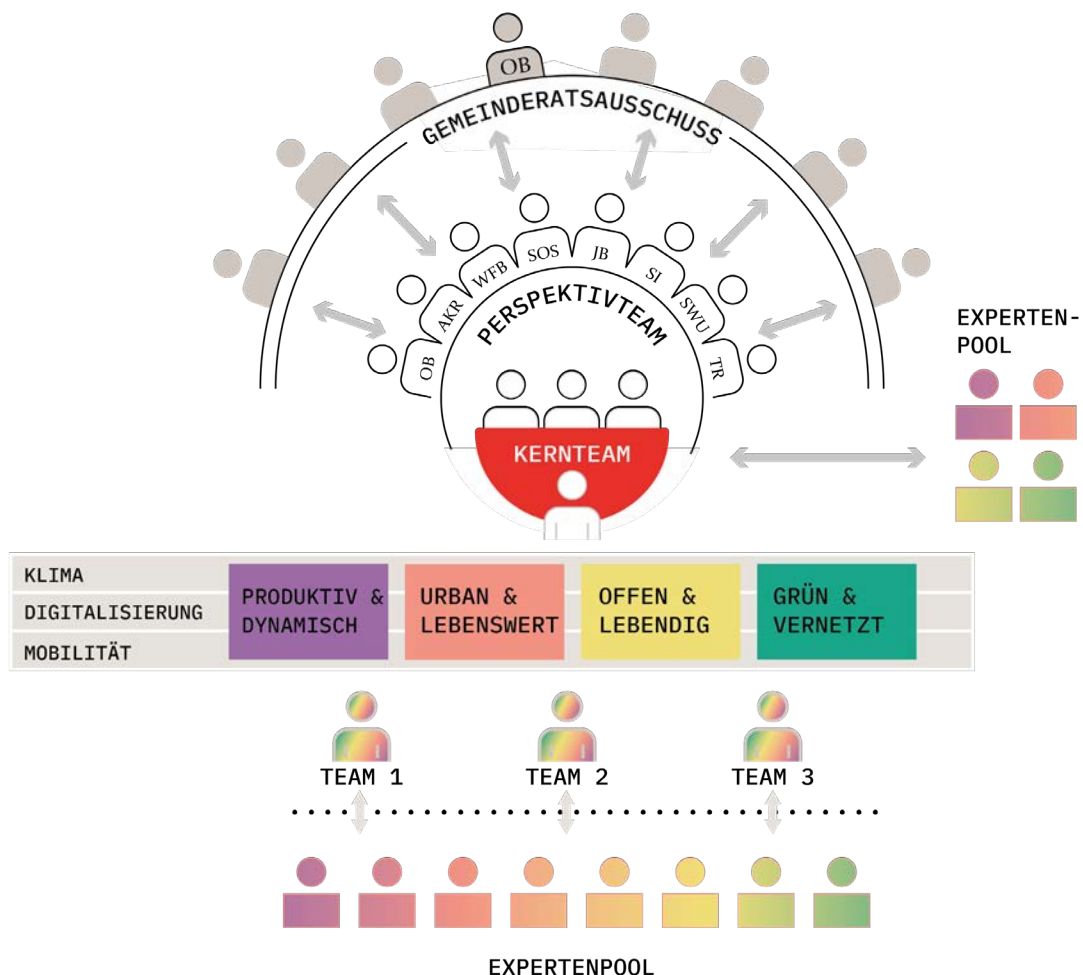 OB
GEMEINDERATSAUSSCHUSS
OB
AKR
WFB
SOS
JB
SI
SWU
TR
PERSPEKTIVTEAM
EXPERTEN-
POOL
KERNTEAM
KLIMA
DIGITALISIERUNG
MOBILITÄT
PRODUKTIV &
DYNAMISCH
URBAN &
LEBENSWERT
OFFEN &
LEBENDIG
GRÜN &
VERNETZT
TEAM 1
TEAM 2
TEAM 3
EXPERTENPOOL